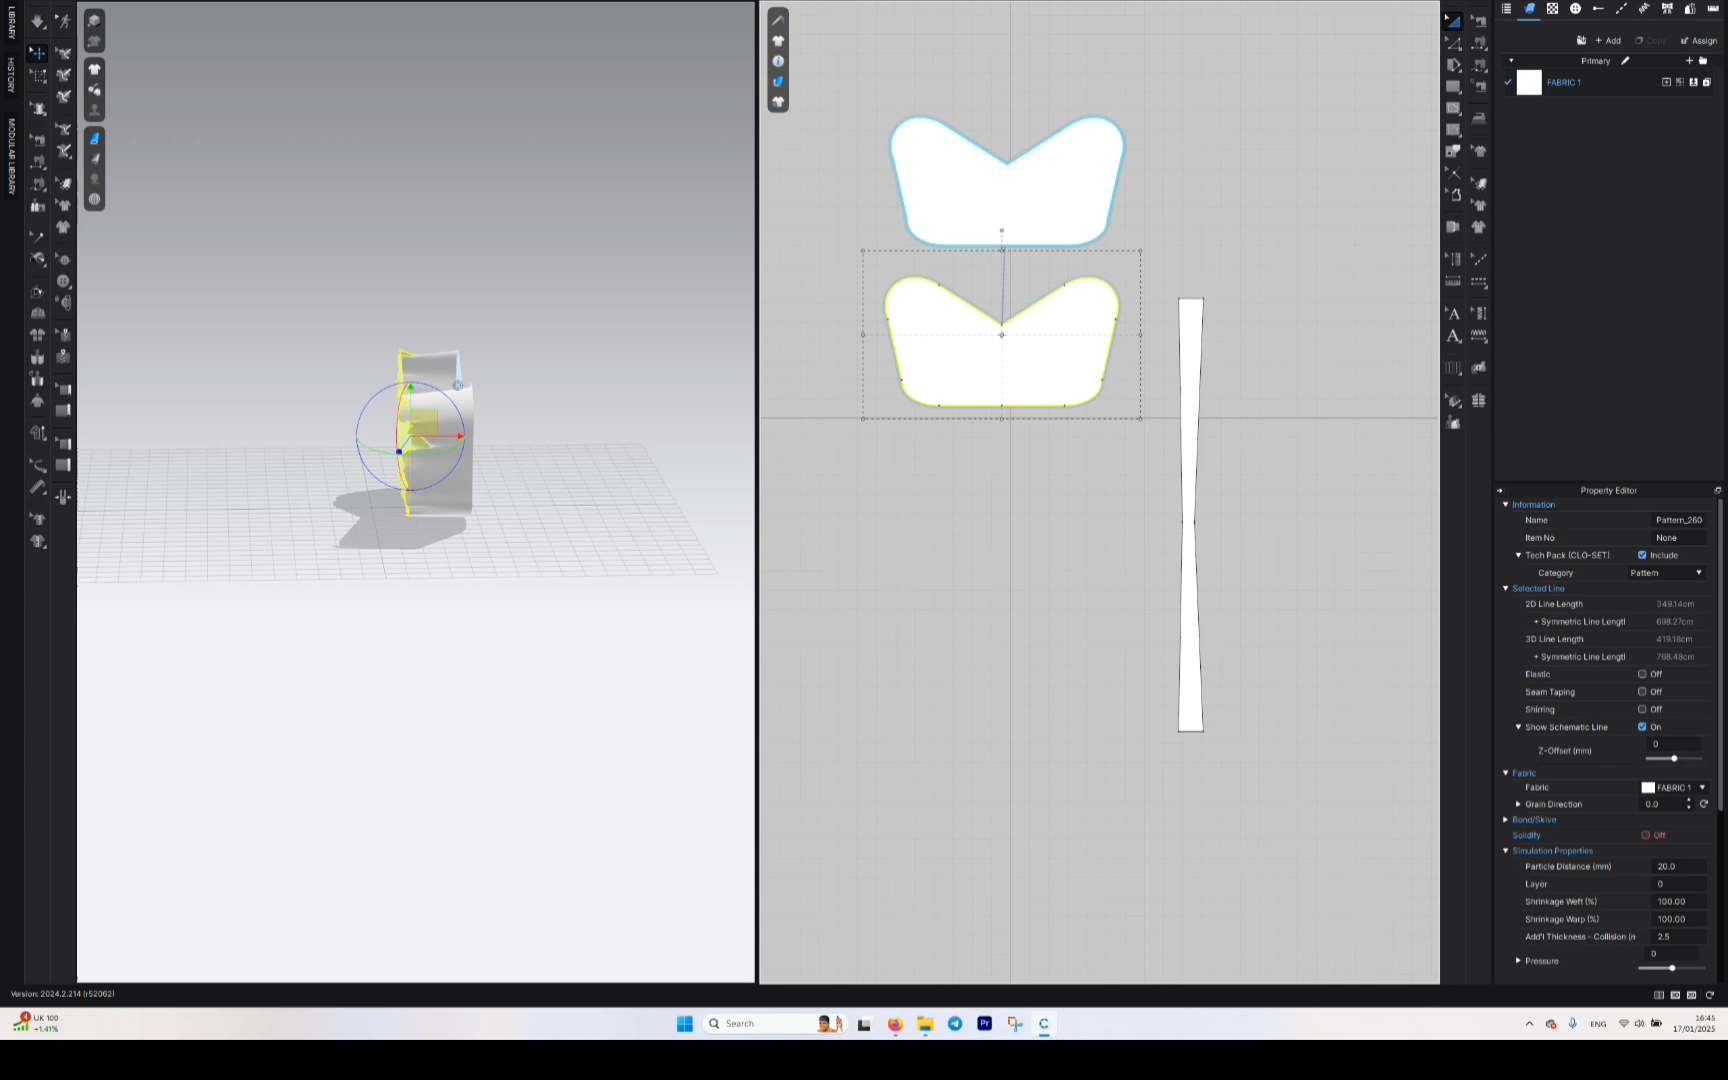 LIBRARY
HISTORY
MODULAR LIBRARY
Add
Copy
Assign
Primary
FABRIC 1
Property Editor
Information
Name Pattern_260
Item No None
Tech Pack (CLO-SET) Include
Category Pattern
Selected Line
2D Line Length 349.14cm
+ Symmetric Line Lengtl 698.27cm
3D Line Length 419.18cm
+ Symmetric Line Lengtl 768.48cm
Elastic Off
Seam Taping Off
Shirring Off
Show Schematic Line On
Z-Offset (mm) 0
Fabric
Fabric FABRIC 1
Grain Direction 0.0
Bond/Skive
Solidify Off
Simulation Properties
Particle Distance (mm) 20.0
Layer 0
Shrinkage Weft (%) 100.00
Shrinkage Warp (%) 100.00
Add'l Thickness - Collision (n 2.5
Pressure 0
Version: 2024.2.214 (r52062)
4
UK 100
+1.41%
Search
Pr
C
ENG
16:45
17/01/2025